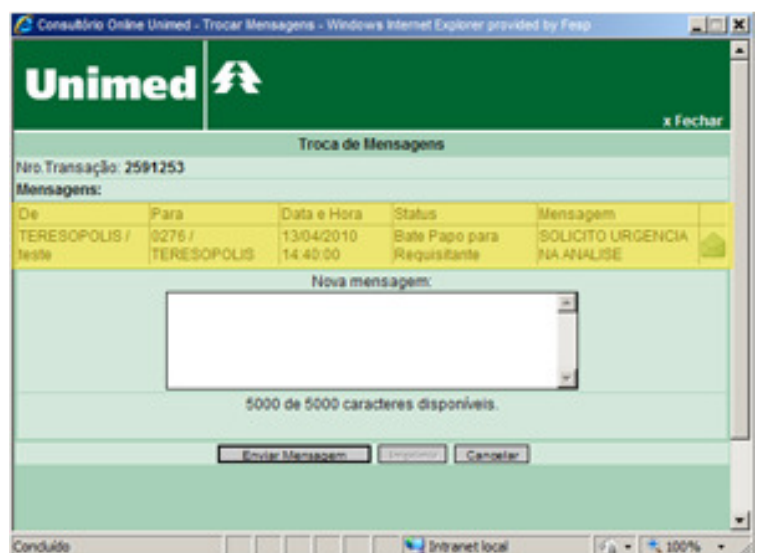 Consultório Online Unimed - Trocar Mensagens - Windows Internet Explorer provided by Fesp
Unimed
x Fechar
Troca de Mensagens
Nro.Transação: 2591253
Mensagens:
De Para Data e Hora Status Mensagem
TERESOPOLIS / 0276 / 13/04/2010 Bate Papo para SOLICITO URGENCIA
teste TERESOPOLIS 14:40:00 Requisitante NA ANALISE
Nova mensagem:
5000 de 5000 caracteres disponíveis.
Enviar Mensagem Imprimir Cancelar
Concluído Intranet local 100%